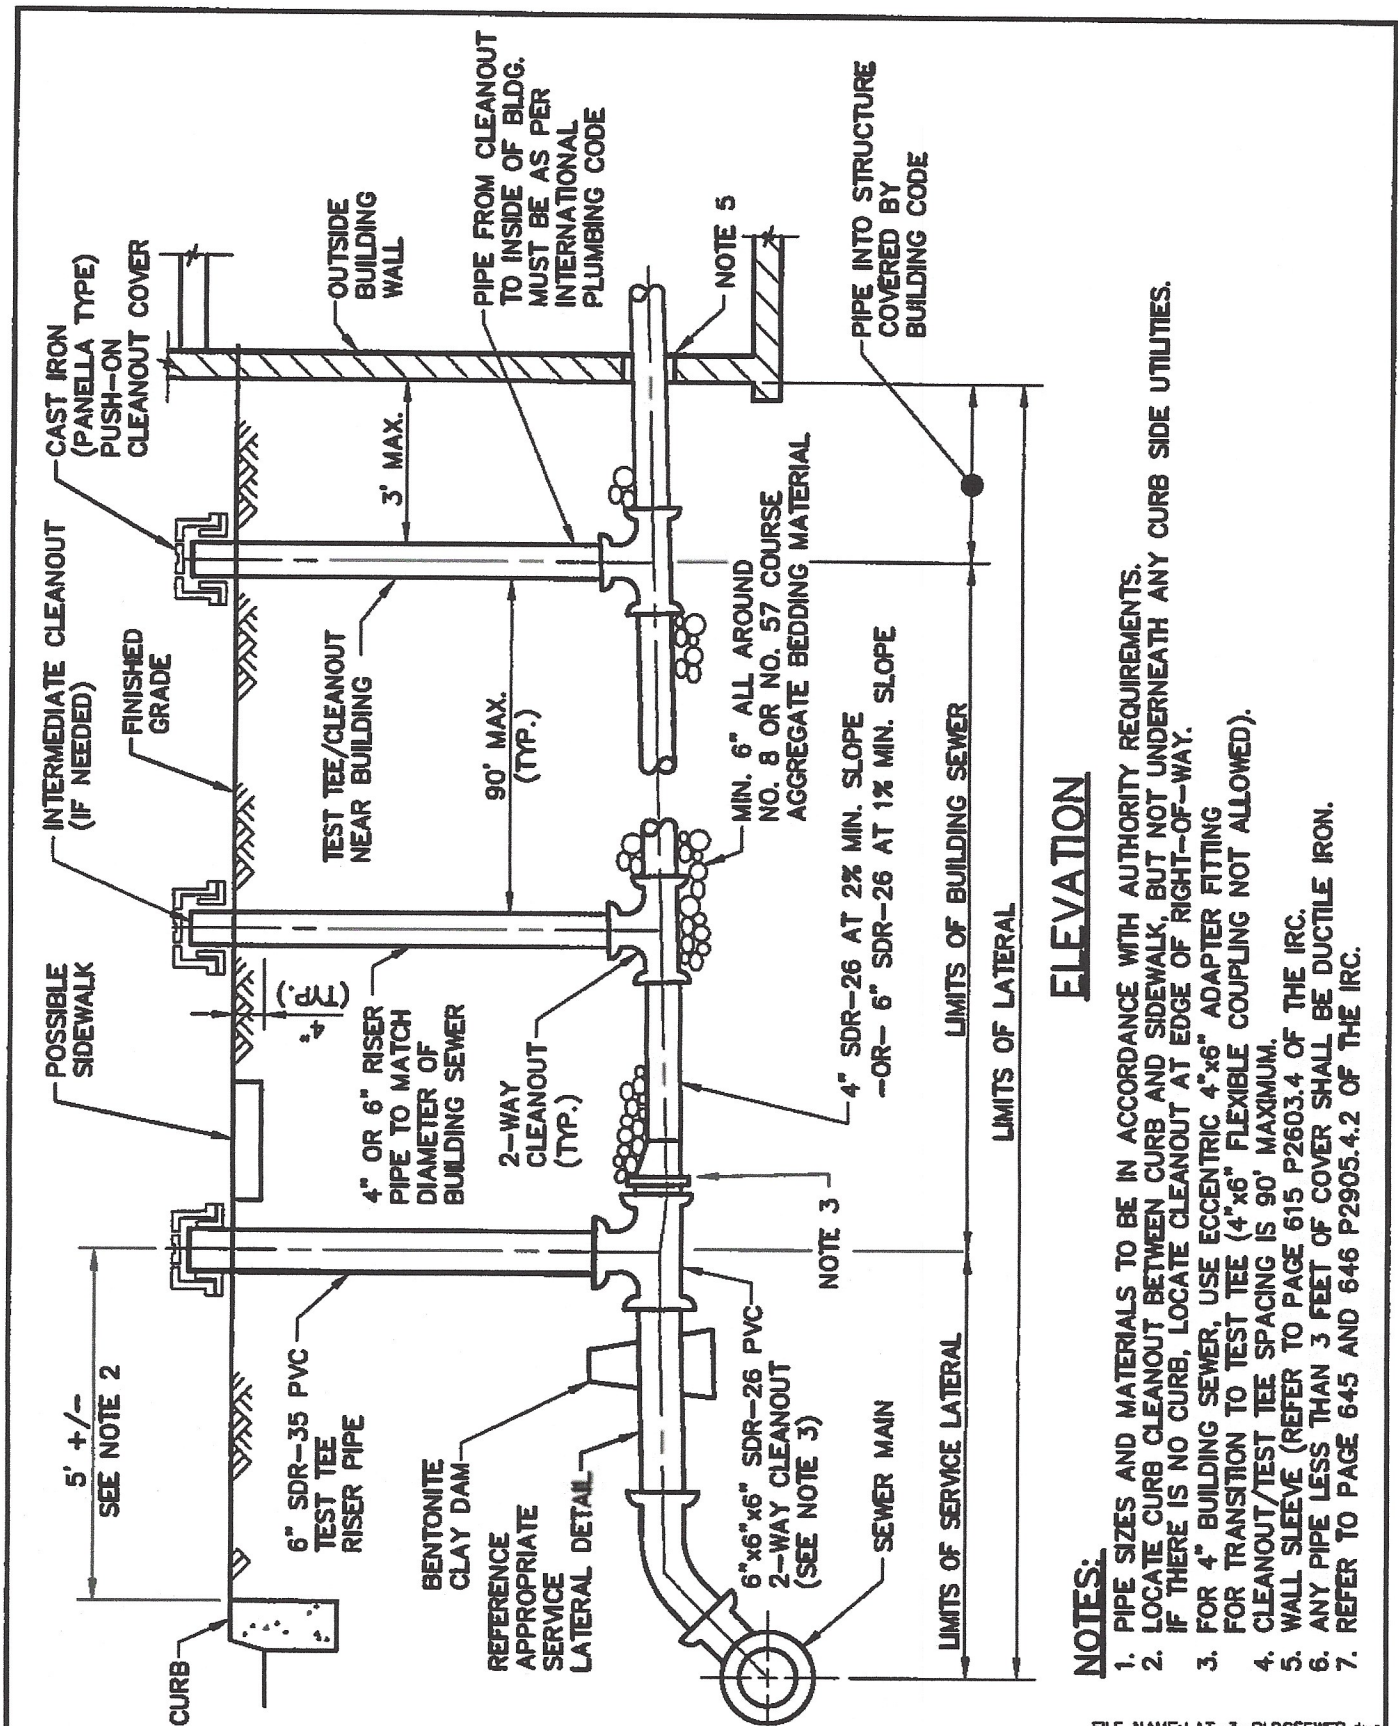 INTERMEDIATE CLEANOUT
(IF NEEDED)
CAST IRON
(PANELLA TYPE)
PUSH-ON
CLEANOUT COVER
POSSIBLE
SIDEWALK
FINISHED
GRADE
OUTSIDE
BUILDING
WALL
CURB
5' +/-
SEE NOTE 2
4"
(TYP.)
3' MAX.
6" SDR-35 PVC
TEST TEE
RISER PIPE
4" OR 6" RISER
PIPE TO MATCH
DIAMETER OF
BUILDING SEWER
TEST TEE/CLEANOUT
NEAR BUILDING
PIPE FROM CLEANOUT
TO INSIDE OF BLDG.
MUST BE AS PER
INTERNATIONAL
PLUMBING CODE
BENTONITE
CLAY DAM
2-WAY
CLEANOUT
(TYP.)
90' MAX.
(TYP.)
REFERENCE
APPROPRIATE
SERVICE
LATERAL DETAIL
NOTE 5
MIN. 6" ALL AROUND
NO. 8 OR NO. 57 COURSE
AGGREGATE BEDDING MATERIAL
6"x6"x6" SDR-26 PVC
2-WAY CLEANOUT
(SEE NOTE 3)
NOTE 3
4" SDR-26 AT 2% MIN. SLOPE
-OR- 6" SDR-26 AT 1% MIN. SLOPE
PIPE INTO STRUCTURE
COVERED BY
BUILDING CODE
SEWER MAIN
LIMITS OF SERVICE LATERAL
LIMITS OF BUILDING SEWER
LIMITS OF LATERAL
ELEVATION
NOTES:
1. PIPE SIZES AND MATERIALS TO BE IN ACCORDANCE WITH AUTHORITY REQUIREMENTS.
2. LOCATE CURB CLEANOUT BETWEEN CURB AND SIDEWALK, BUT NOT UNDERNEATH ANY CURB SIDE UTILITIES.
IF THERE IS NO CURB, LOCATE CLEANOUT AT EDGE OF RIGHT-OF-WAY.
3. FOR 4" BUILDING SEWER, USE ECCENTRIC 4"x6" ADAPTER FITTING
FOR TRANSITION TO TEST TEE (4"x6" FLEXIBLE COUPLING NOT ALLOWED).
4. CLEANOUT/TEST TEE SPACING IS 90' MAXIMUM.
5. WALL SLEEVE (REFER TO PAGE 615 P2603.4 OF THE IRC.
6. ANY PIPE LESS THAN 3 FEET OF COVER SHALL BE DUCTILE IRON.
7. REFER TO PAGE 645 AND 646 P2905.4.2 OF THE IRC.